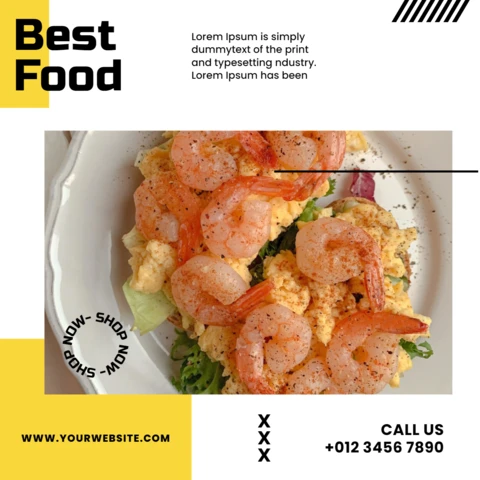 Best
Food
Lorem Ipsum is simply
dummytext of the print
and typesetting ndustry.
Lorem Ipsum has been
SHOP NOW- SHOP NOW-
WWW.YOURWEBSITE.COM
X
X
X
CALL US
+012 3456 7890